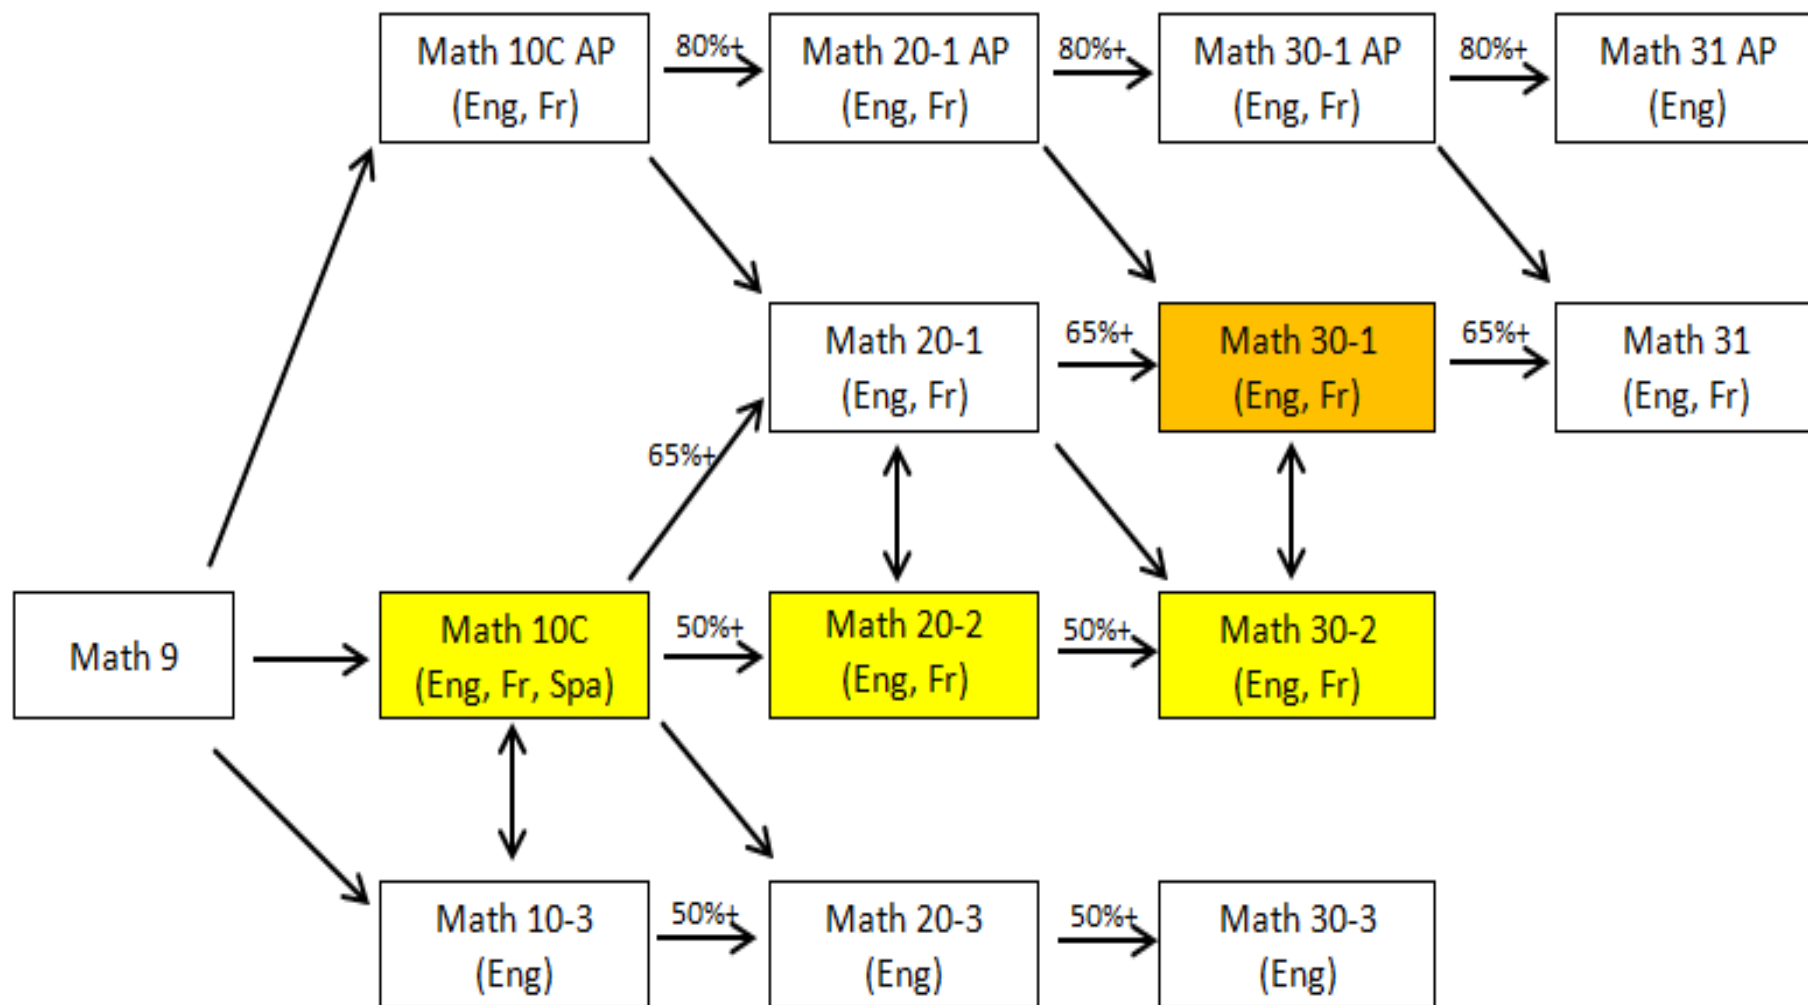 Math 10C AP
(Eng, Fr)
80%+
Math 20-1 AP
(Eng, Fr)
80%+
Math 30-1 AP
(Eng, Fr)
80%+
Math 31 AP
(Eng)
Math 20-1
(Eng, Fr)
65%+
Math 30-1
(Eng, Fr)
65%+
Math 31
(Eng, Fr)
65%+
Math 9
Math 10C
(Eng, Fr, Spa)
50%+
Math 20-2
(Eng, Fr)
50%+
Math 30-2
(Eng, Fr)
Math 10-3
(Eng)
50%+
Math 20-3
(Eng)
50%+
Math 30-3
(Eng)